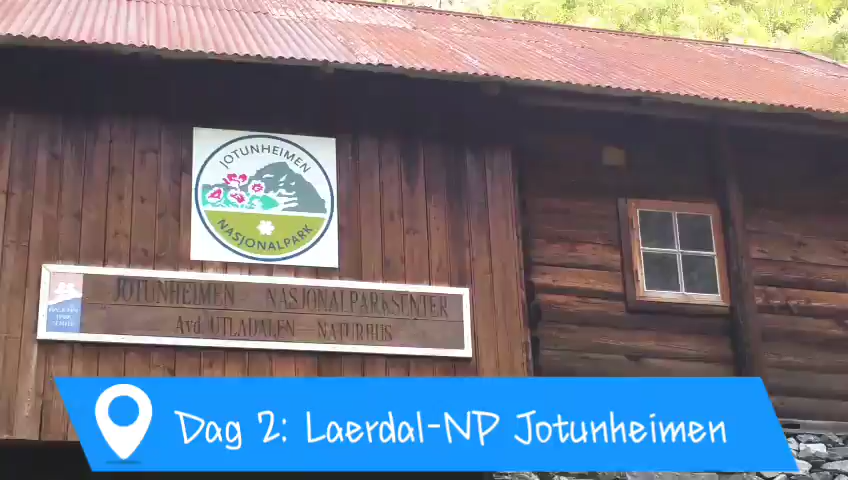 JOTUNHEIMEN
NASJONALPARK
JOTUNHEIMEN NASJONALPARKSENTER
Avd UTLADALEN NATURHUS
Dag 2: Laerdal-NP Jotunheimen